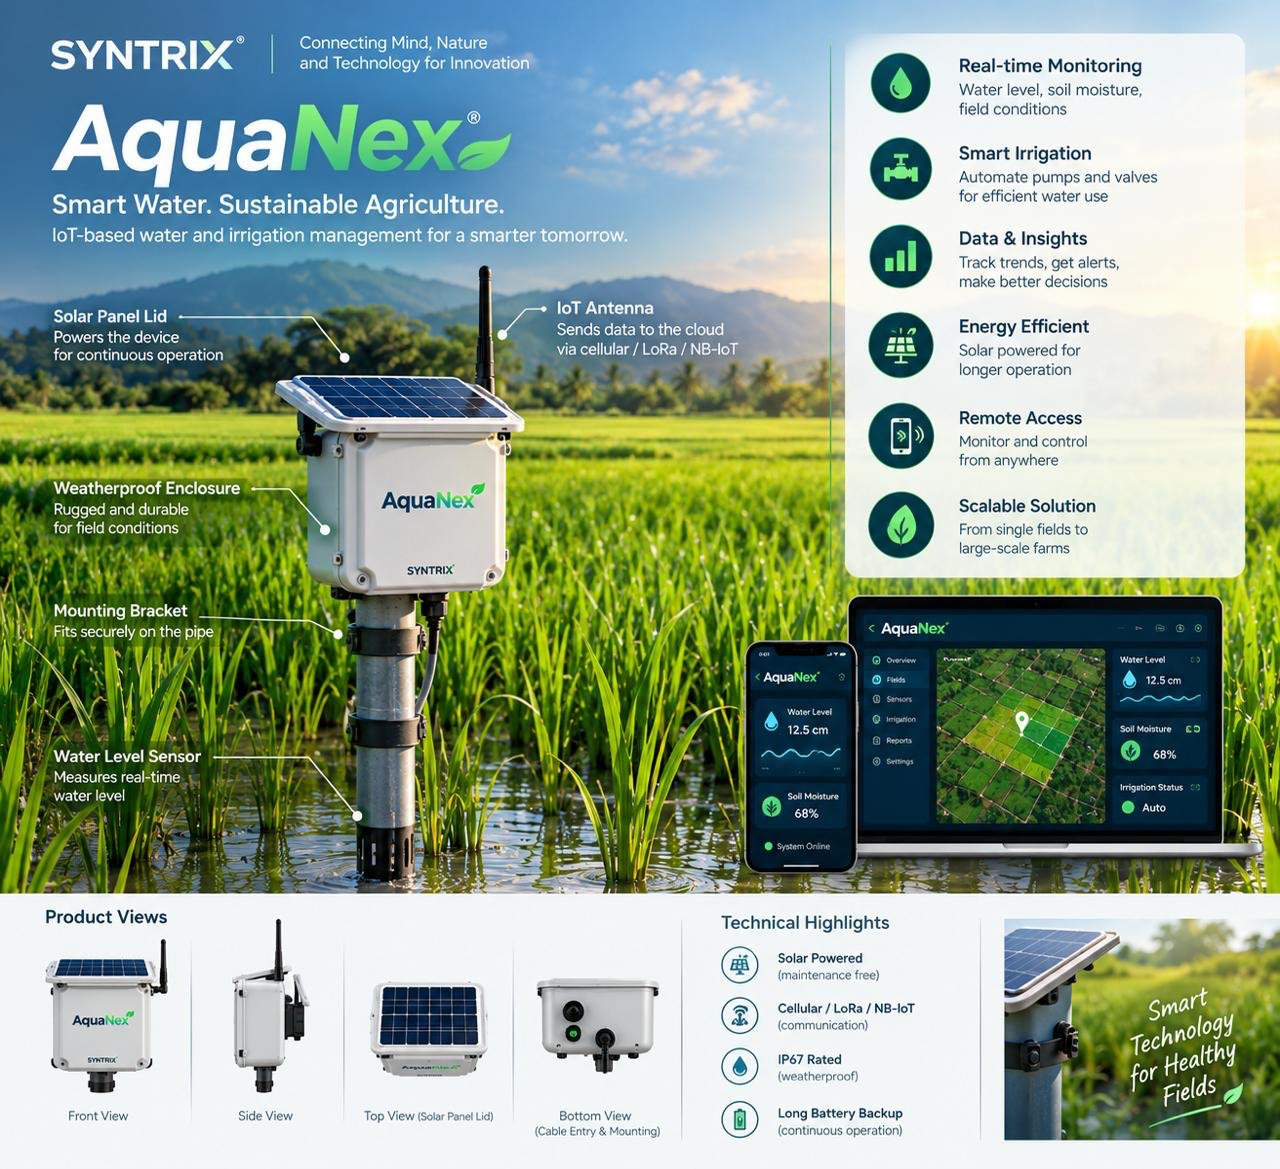 SYNTRIX®
Connecting Mind, Nature
and Technology for Innovation
AquaNex®
Smart Water. Sustainable Agriculture.
IoT-based water and irrigation management for a smarter tomorrow.
Solar Panel Lid
Powers the device
for continuous operation
IoT Antenna
Sends data to the cloud
via cellular / LoRa / NB-IoT
Weatherproof Enclosure
Rugged and durable
for field conditions
Mounting Bracket
Fits securely on the pipe
Water Level Sensor
Measures real-time
water level
AquaNex
SYNTRIX
Real-time Monitoring
Water level, soil moisture,
field conditions
Smart Irrigation
Automate pumps and valves
for efficient water use
Data & Insights
Track trends, get alerts,
make better decisions
Energy Efficient
Solar powered for
longer operation
Remote Access
Monitor and control
from anywhere
Scalable Solution
From single fields to
large-scale farms
AquaNex
Water Level
12.5 cm
Soil Moisture
68%
System Online
AquaNex
Overview
Fields
Sensors
Irrigation
Reports
Settings
Water Level
12.5 cm
Soil Moisture
68%
Irrigation Status
Auto
Product Views
AquaNex
SYNTRIX
Front View
Side View
AquaNex
Top View (Solar Panel Lid)
Bottom View
(Cable Entry & Mounting)
Technical Highlights
Solar Powered
(maintenance free)
Cellular / LoRa / NB-IoT
(communication)
IP67 Rated
(weatherproof)
Long Battery Backup
(continuous operation)
Smart
Technology
for Healthy
Fields